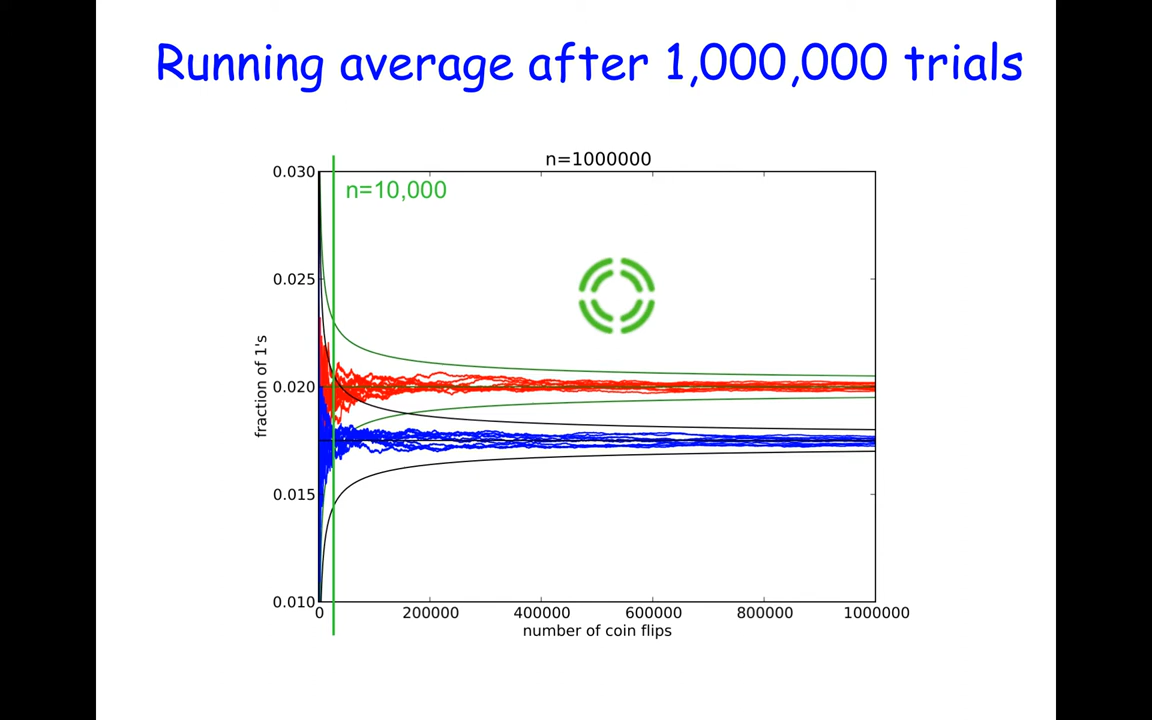 Running average after 1,000,000 trials
n=1000000
n=10,000
0.030
0.025
0.020
0.015
0.010
fraction of 1's
0 200000 400000 600000 800000 1000000
number of coin flips